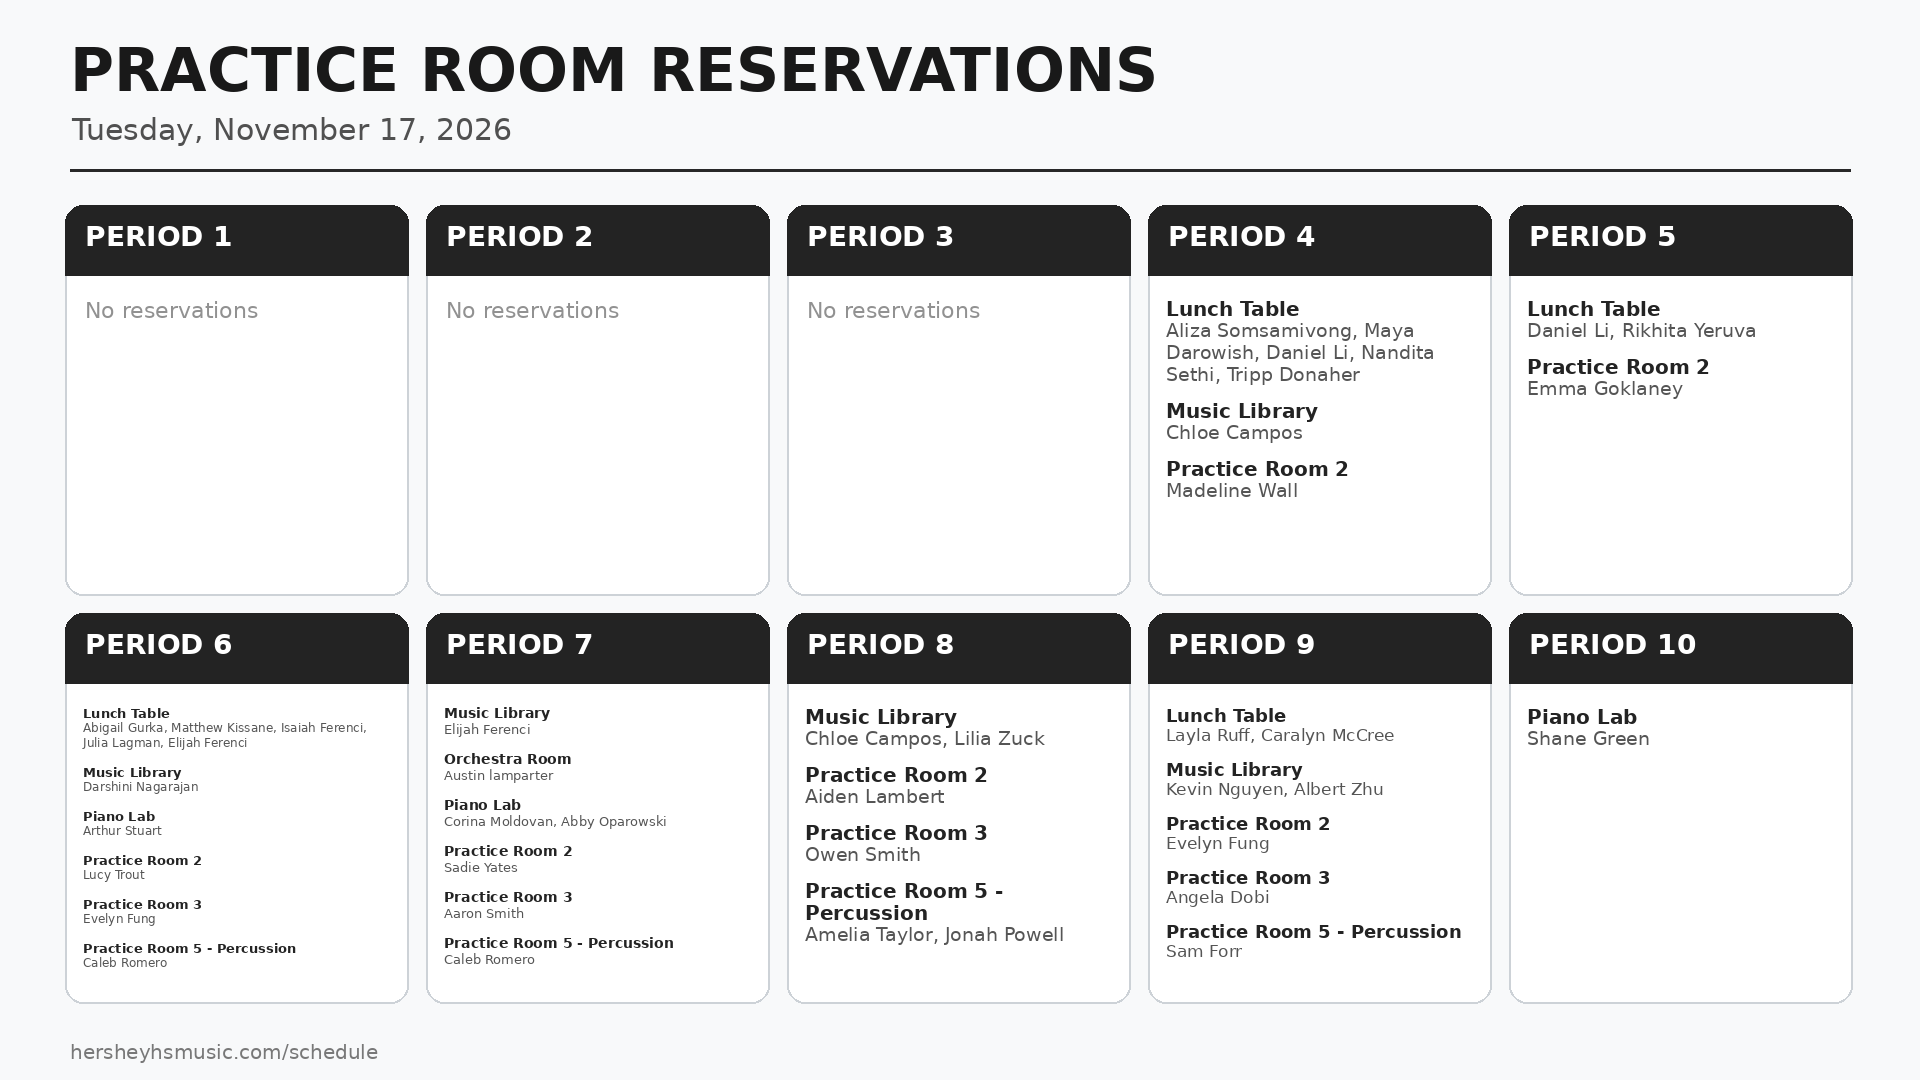 PRACTICE ROOM RESERVATIONS
Tuesday, November 17, 2026
PERIOD 1
No reservations
PERIOD 2
No reservations
PERIOD 3
No reservations
PERIOD 4
Lunch Table
Aliza Somsamivong, Maya
Darowish, Daniel Li, Nandita
Sethi, Tripp Donaher
Music Library
Chloe Campos
Practice Room 2
Madeline Wall
PERIOD 5
Lunch Table
Daniel Li, Rikhita Yeruva
Practice Room 2
Emma Goklaney
PERIOD 6
Lunch Table
Abigail Gurka, Matthew Kissane, Isaiah Ferenci,
Julia Lagman, Elijah Ferenci
Music Library
Darshini Nagarajan
Piano Lab
Arthur Stuart
Practice Room 2
Lucy Trout
Practice Room 3
Evelyn Fung
Practice Room 5 - Percussion
Caleb Romero
PERIOD 7
Music Library
Elijah Ferenci
Orchestra Room
Austin lamparter
Piano Lab
Corina Moldovan, Abby Oparowski
Practice Room 2
Sadie Yates
Practice Room 3
Aaron Smith
Practice Room 5 - Percussion
Caleb Romero
PERIOD 8
Music Library
Chloe Campos, Lilia Zuck
Practice Room 2
Aiden Lambert
Practice Room 3
Owen Smith
Practice Room 5 -
Percussion
Amelia Taylor, Jonah Powell
PERIOD 9
Lunch Table
Layla Ruff, Caralyn McCree
Music Library
Kevin Nguyen, Albert Zhu
Practice Room 2
Evelyn Fung
Practice Room 3
Angela Dobi
Practice Room 5 - Percussion
Sam Forr
PERIOD 10
Piano Lab
Shane Green
hersheyhsmusic.com/schedule